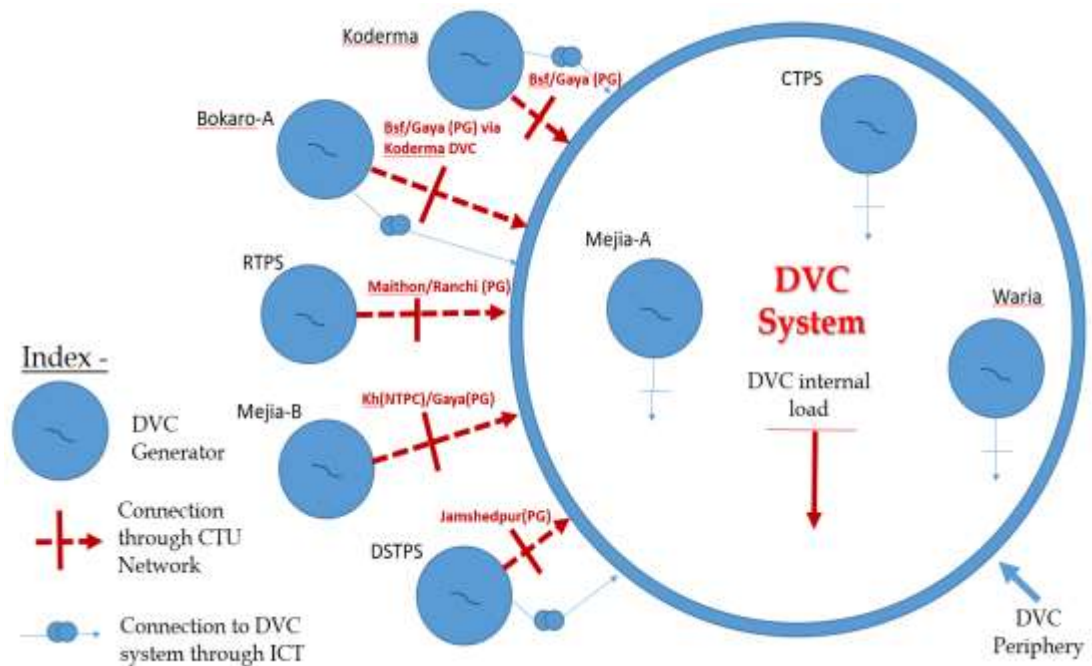 Koderma
Bsf/Gaya (PG)
CTPS
Bokaro-A
Bsf/Gaya (PG) via
Koderma DVC
RTPS
Maithon/Ranchi (PG)
Mejia-A
DVC
System
Waria
DVC internal
load
Index -
DVC
Generator
Mejia-B
Kh(NTPC)/Gaya(PG)
Connection
through CTU
Network
Jamshedpur(PG)
DSTPS
Connection to DVC
system through ICT
DVC
Periphery